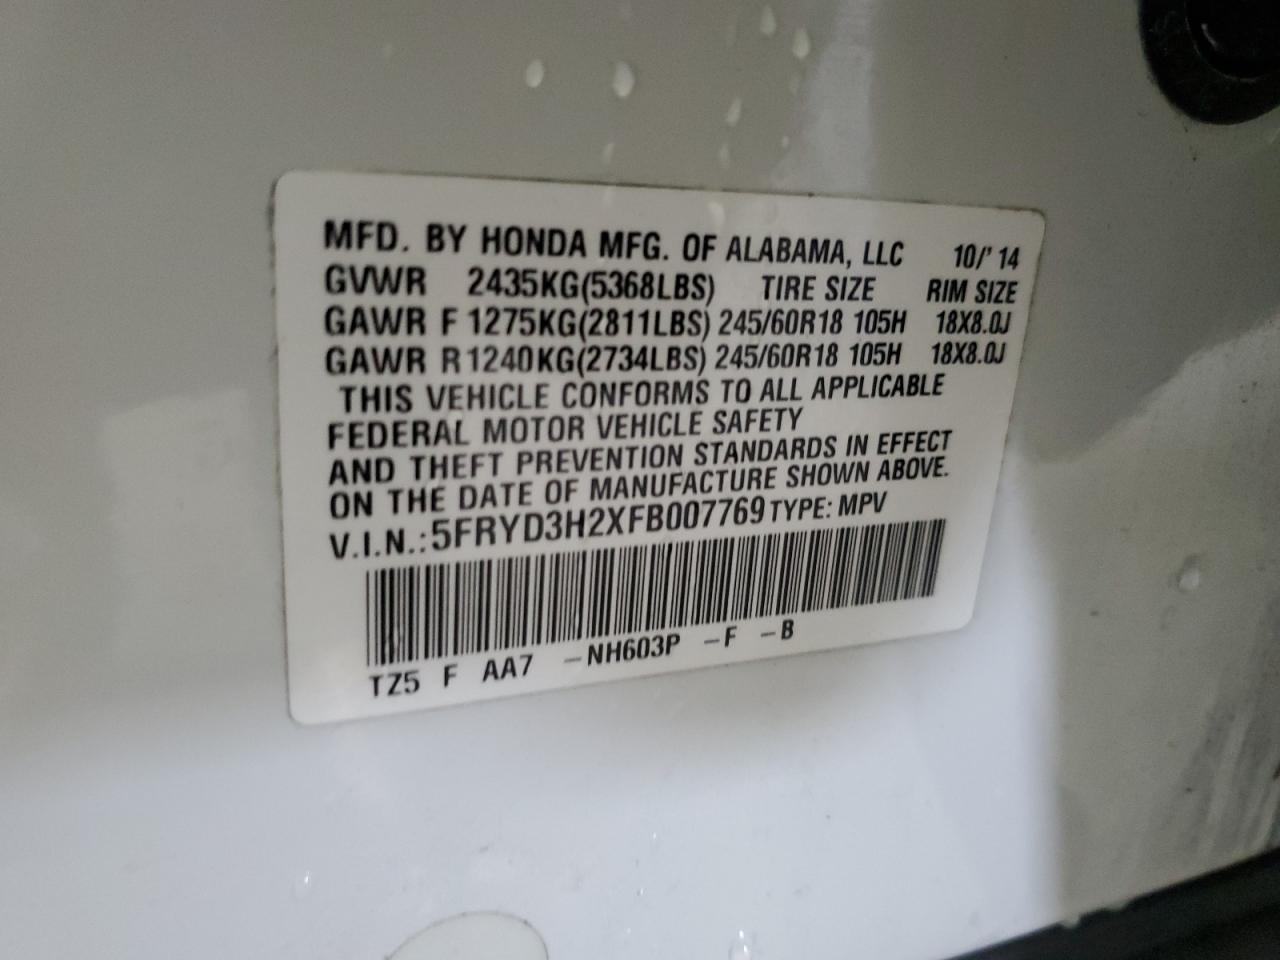 MFD. BY HONDA MFG. OF ALABAMA, LLC 10/'14
GVWR 2435KG(5368LBS) TIRE SIZE RIM SIZE
GAWR F 1275KG(2811LBS) 245/60R18 105H 18X8.0J
GAWR R 1240KG(2734LBS) 245/60R18 105H 18X8.0J
THIS VEHICLE CONFORMS TO ALL APPLICABLE
FEDERAL MOTOR VEHICLE SAFETY
AND THEFT PREVENTION STANDARDS IN EFFECT
ON THE DATE OF MANUFACTURE SHOWN ABOVE.
V.I.N.: 5FRYD3H2XFB007769 TYPE: MPV
TZ5 F AA7 –NH603P –F –B